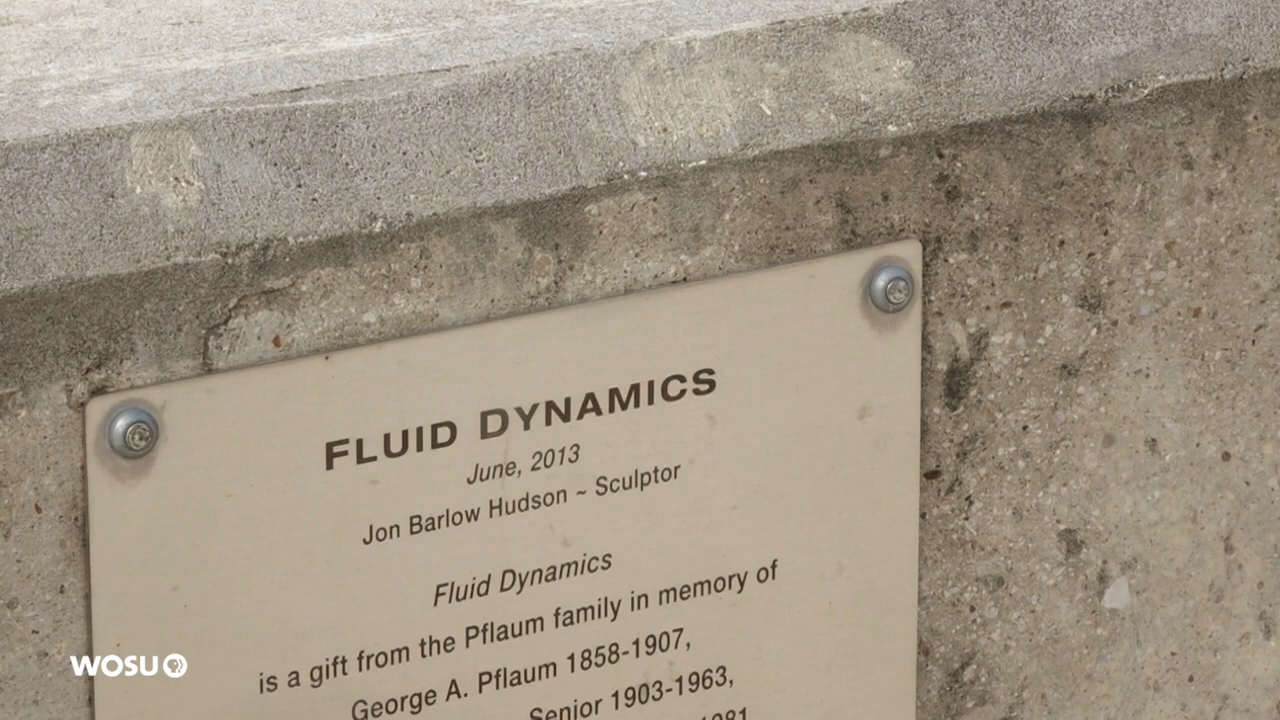 FLUID DYNAMICS
June, 2013
Jon Barlow Hudson ~ Sculptor
Fluid Dynamics
is a gift from the Pflaum family in memory of
George A. Pflaum 1858-1907,
Senior 1903-1963,
1981
WOSU